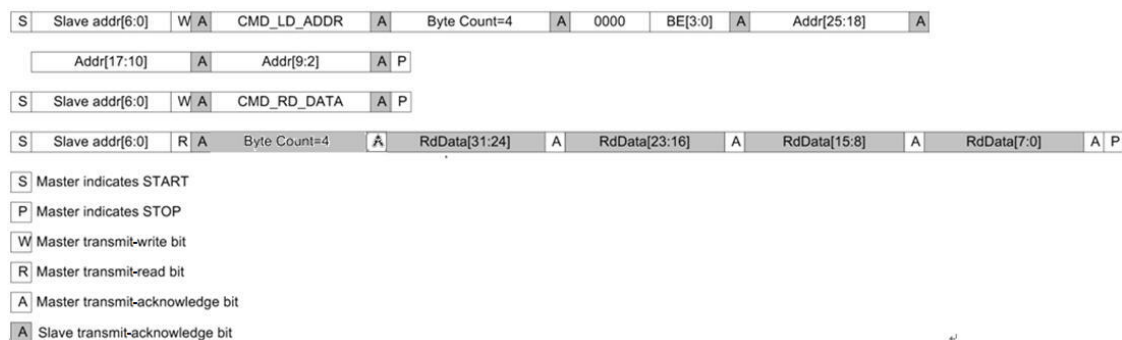 S Slave addr[6:0] W A CMD_LD_ADDR A Byte Count=4 A 0000 BE[3:0] A Addr[25:18] A
Addr[17:10] A Addr[9:2] A P
S Slave addr[6:0] W A CMD_RD_DATA A P
S Slave addr[6:0] R A Byte Count=4 A RdData[31:24] A RdData[23:16] A RdData[15:8] A RdData[7:0] A P
S Master indicates START
P Master indicates STOP
W Master transmit-write bit
R Master transmit-read bit
A Master transmit-acknowledge bit
A Slave transmit-acknowledge bit